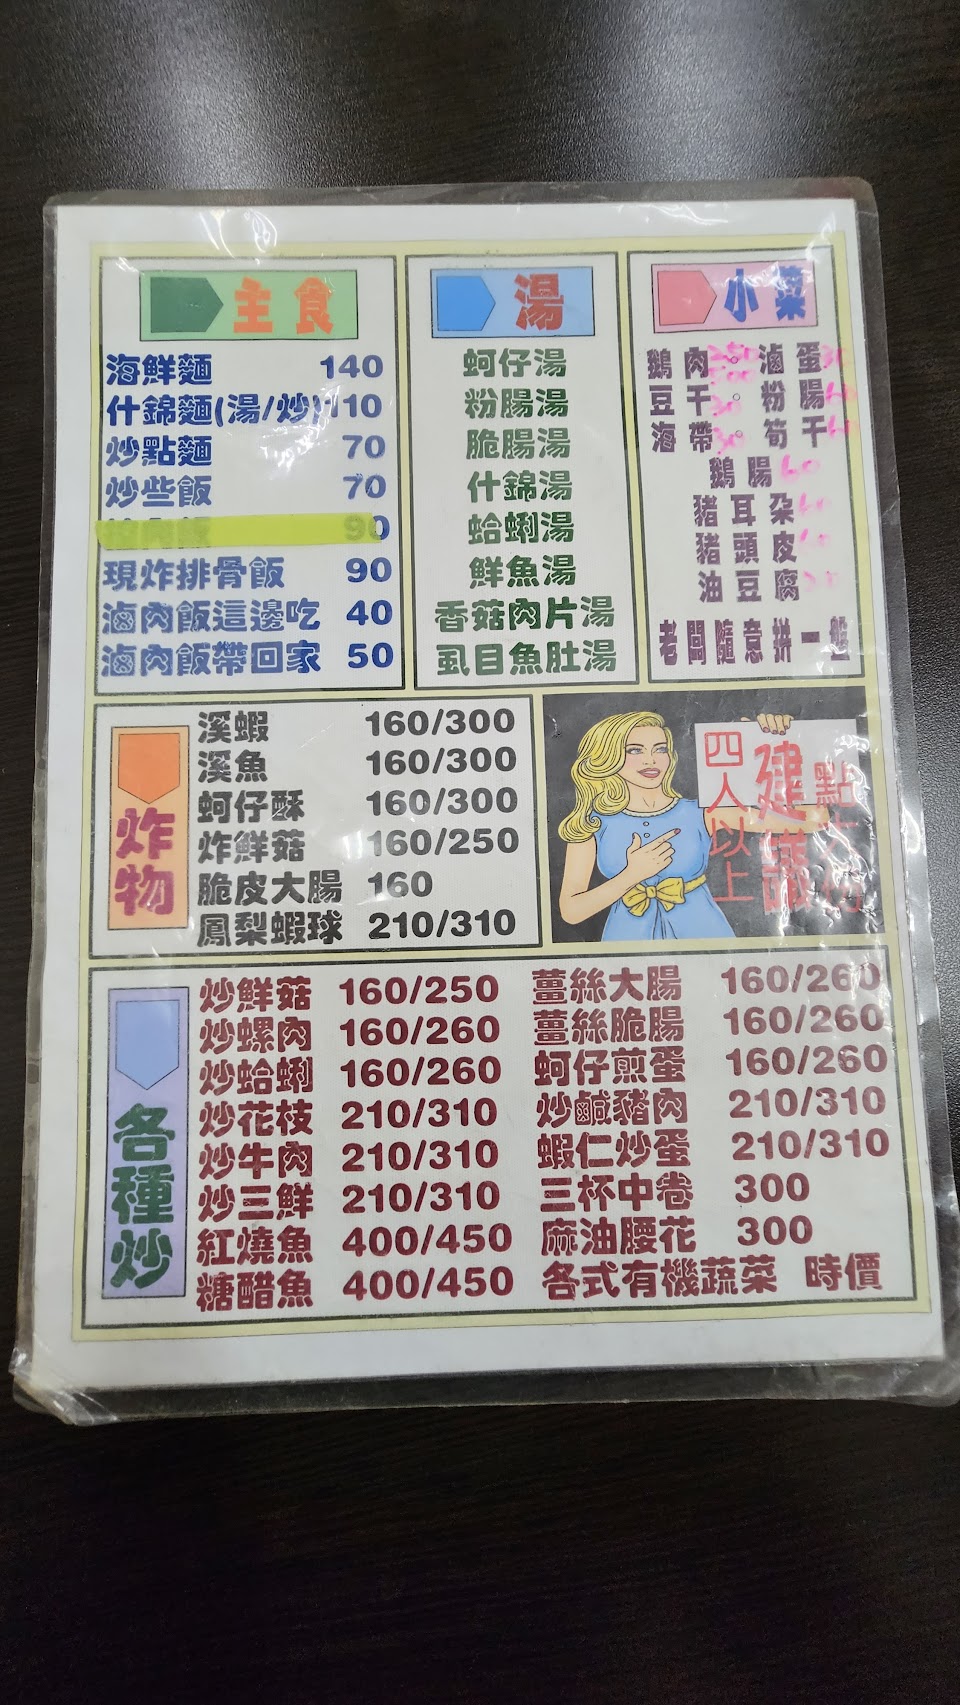 主食
海鮮麵 140
什錦麵(湯/炒) 110
炒點麵 70
炒些飯 70
90
現炸排骨飯 90
滷肉飯這邊吃 40
滷肉飯帶回家 50
湯
蚵仔湯
粉腸湯
脆腸湯
什錦湯
蛤蜊湯
鮮魚湯
香菇肉片湯
虱目魚肚湯
小菜
鵝肉 250 500 滷蛋
豆干 30 粉腸 60
海帶 30 筍干 60
鵝腸 60
豬耳朶 60
豬頭皮 60
油豆腐
老闆隨意拼一盤
炸物
溪蝦 160/300
溪魚 160/300
蚵仔酥 160/300
炸鮮菇 160/250
脆皮大腸 160
鳳梨蝦球 210/310
四人以上
建議
點大
各種炒
炒鮮菇 160/250
炒螺肉 160/260
炒蛤蜊 160/260
炒花枝 210/310
炒牛肉 210/310
炒三鮮 210/310
紅燒魚 400/450
糖醋魚 400/450
薑絲大腸 160/260
薑絲脆腸 160/260
蚵仔煎蛋 160/260
炒鹹豬肉 210/310
蝦仁炒蛋 210/310
三杯中卷 300
麻油腰花 300
各式有機蔬菜 時價